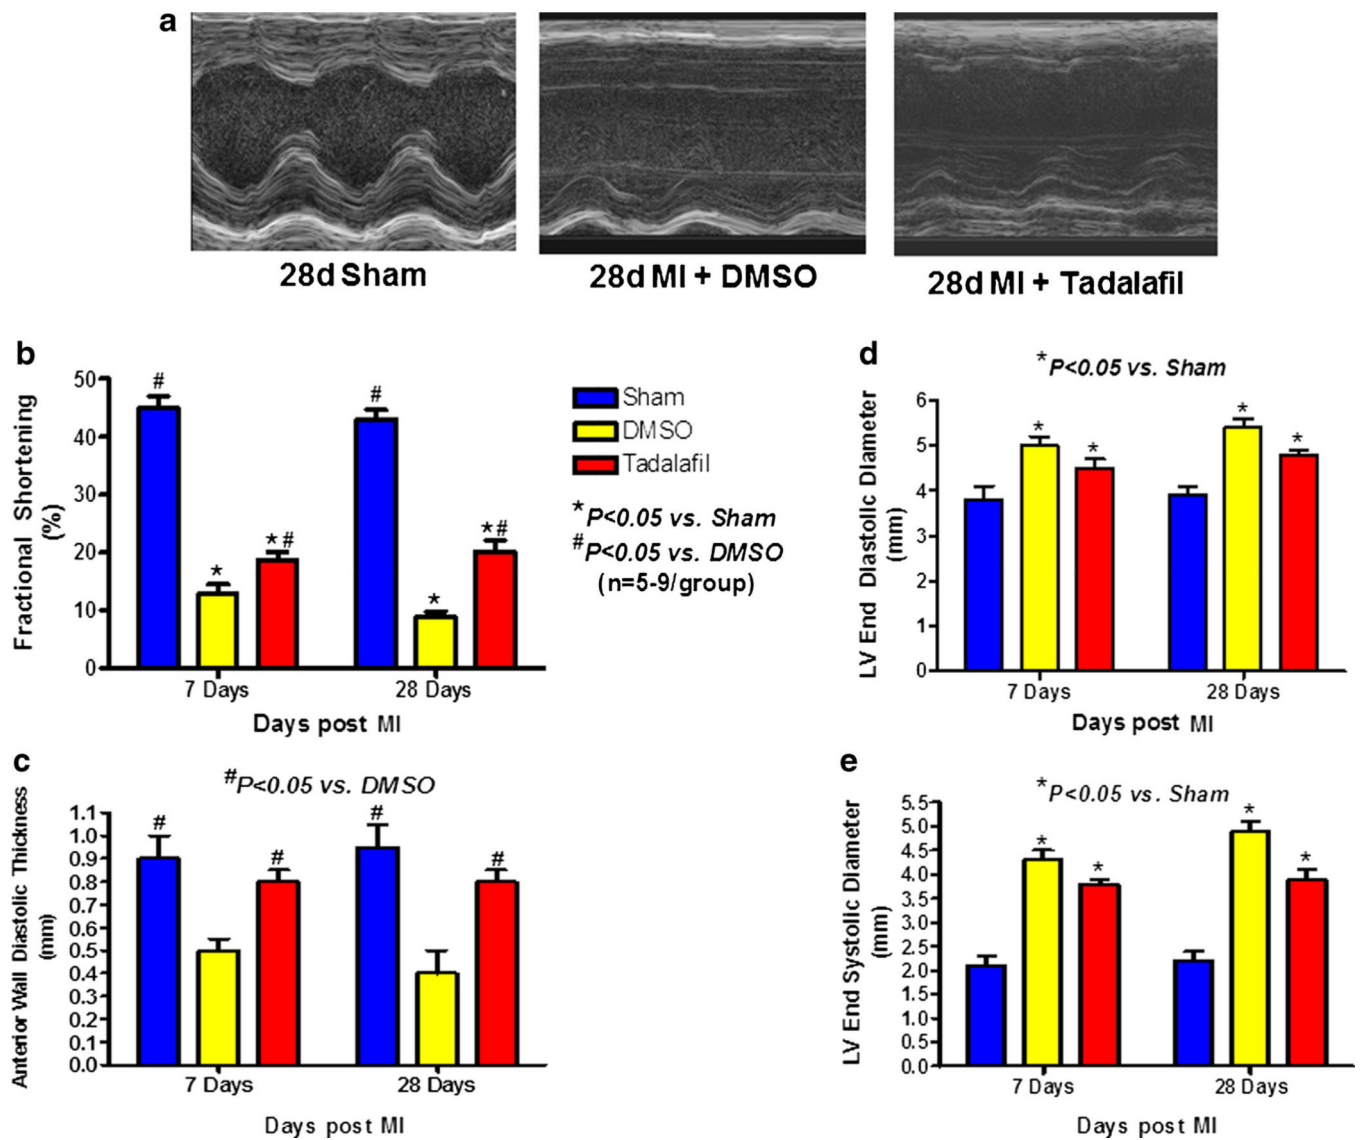 a
28d Sham
28d MI + DMSO
28d MI + Tadalafil
b
Fractional Shortening
(%)
50
40
30
20
10
0
#
*
*#
#
*
*#
7 Days
28 Days
Days post MI
Sham
DMSO
Tadalafil
*P<0.05 vs. Sham
#P<0.05 vs. DMSO
(n=5-9/group)
c
#P<0.05 vs. DMSO
Anterior Wall Diastolic Thickness
(mm)
1.1
1.0
0.9
0.8
0.7
0.6
0.5
0.4
0.3
0.2
0.1
0.0
#
#
#
#
7 Days
28 Days
Days post MI
d
*P<0.05 vs. Sham
LV End Diastolic Diameter
(mm)
6
5
4
3
2
1
0
*
*
*
*
7 Days
28 Days
Days post MI
e
*P<0.05 vs. Sham
LV End Systolic Diameter
(mm)
5.5
5.0
4.5
4.0
3.5
3.0
2.5
2.0
1.5
1.0
0.5
0.0
*
*
*
*
7 Days
28 Days
Days post MI